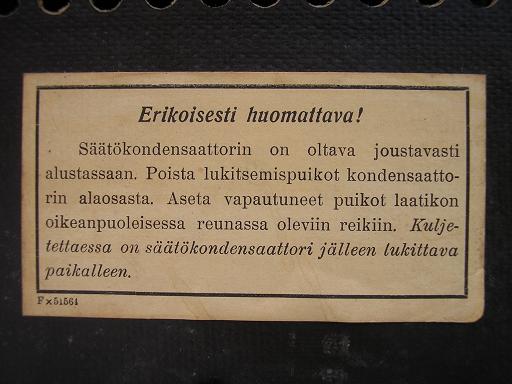 Erikoisesti huomattava!
Säätökondensaattorin on oltava joustavasti
alustassaan. Poista lukitsemispuikot kondensaatto-
rin alaosasta. Aseta vapautuneet puikot laatikon
oikeanpuoleisessa reunassa oleviin reikiin. Kulje-
tettaessa on säätökondensaattori jälleen lukittava
paikalleen.
Fx51561